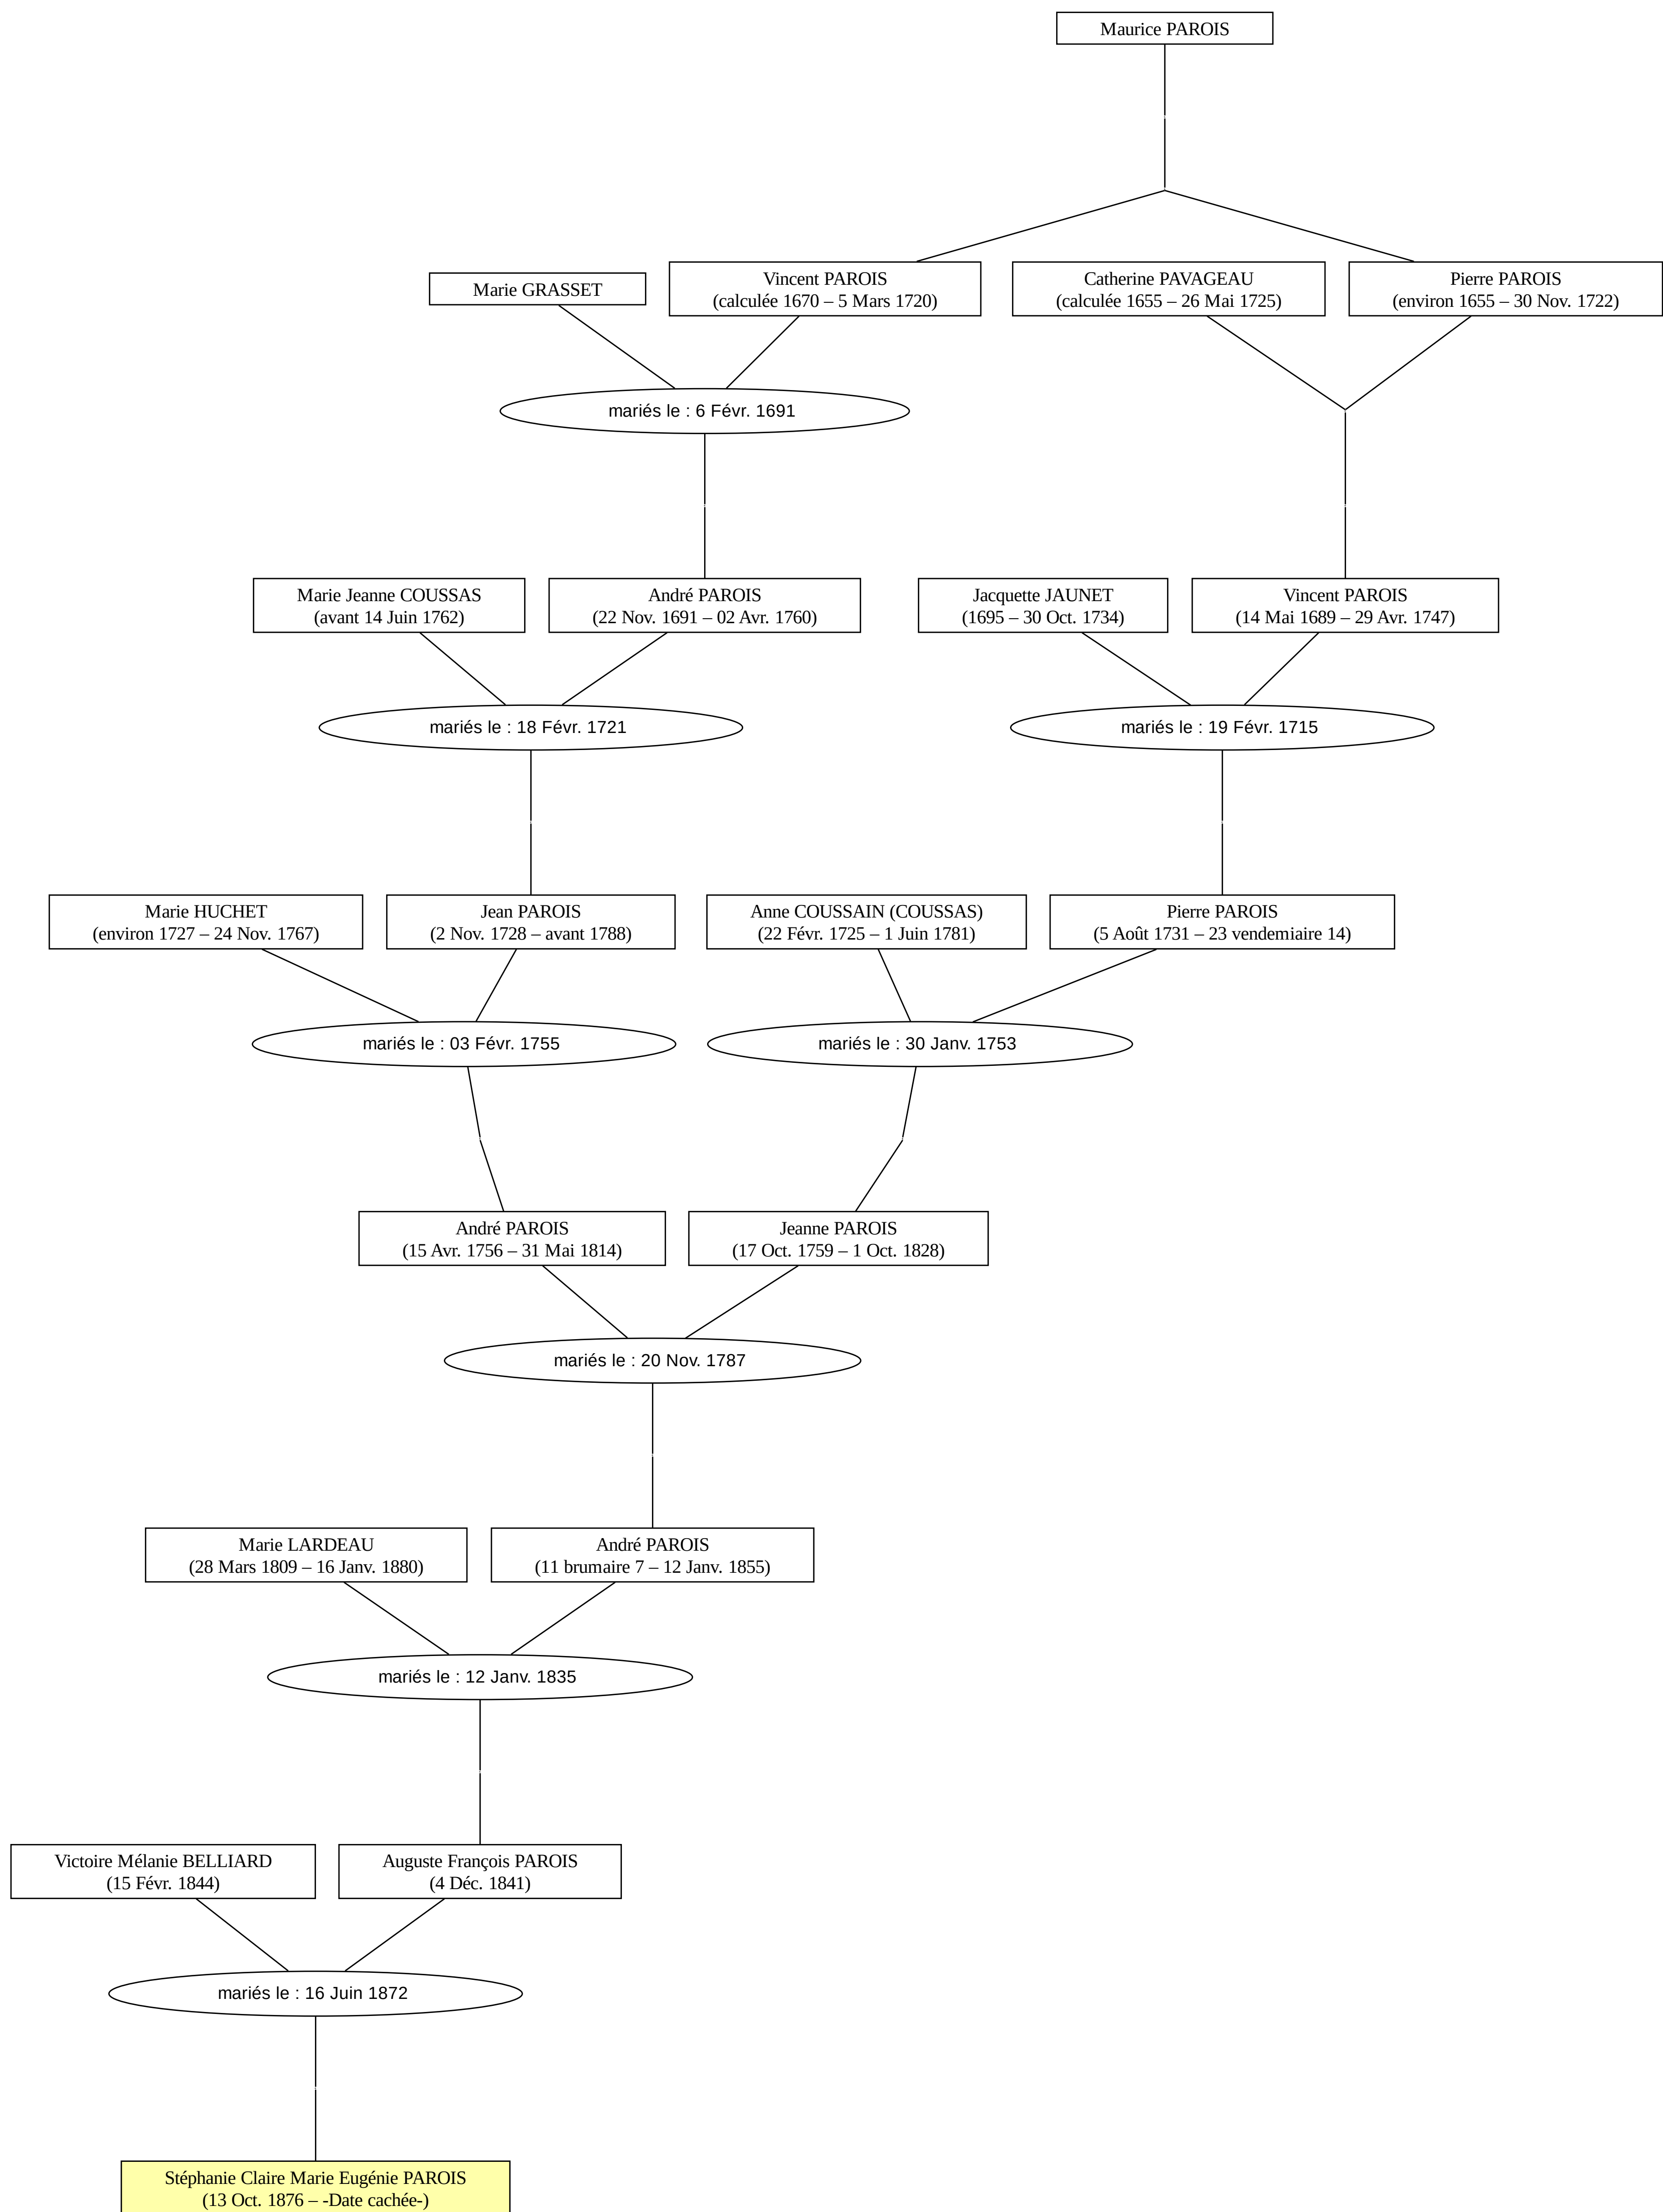 Maurice PAROIS
Marie GRASSET
Vincent PAROIS
(calculée 1670 – 5 Mars 1720)
Catherine PAVAGEAU
(calculée 1655 – 26 Mai 1725)
Pierre PAROIS
(environ 1655 – 30 Nov. 1722)
mariés le : 6 Févr. 1691
Marie Jeanne COUSSAS
(avant 14 Juin 1762)
André PAROIS
(22 Nov. 1691 – 02 Avr. 1760)
Jacquette JAUNET
(1695 – 30 Oct. 1734)
Vincent PAROIS
(14 Mai 1689 – 29 Avr. 1747)
mariés le : 18 Févr. 1721
mariés le : 19 Févr. 1715
Marie HUCHET
(environ 1727 – 24 Nov. 1767)
Jean PAROIS
(2 Nov. 1728 – avant 1788)
Anne COUSSAIN (COUSSAS)
(22 Févr. 1725 – 1 Juin 1781)
Pierre PAROIS
(5 Août 1731 – 23 vendemiaire 14)
mariés le : 03 Févr. 1755
mariés le : 30 Janv. 1753
André PAROIS
(15 Avr. 1756 – 31 Mai 1814)
Jeanne PAROIS
(17 Oct. 1759 – 1 Oct. 1828)
mariés le : 20 Nov. 1787
Marie LARDEAU
(28 Mars 1809 – 16 Janv. 1880)
André PAROIS
(11 brumaire 7 – 12 Janv. 1855)
mariés le : 12 Janv. 1835
Victoire Mélanie BELLIARD
(15 Févr. 1844)
Auguste François PAROIS
(4 Déc. 1841)
mariés le : 16 Juin 1872
Stéphanie Claire Marie Eugénie PAROIS
(13 Oct. 1876 – -Date cachée-)